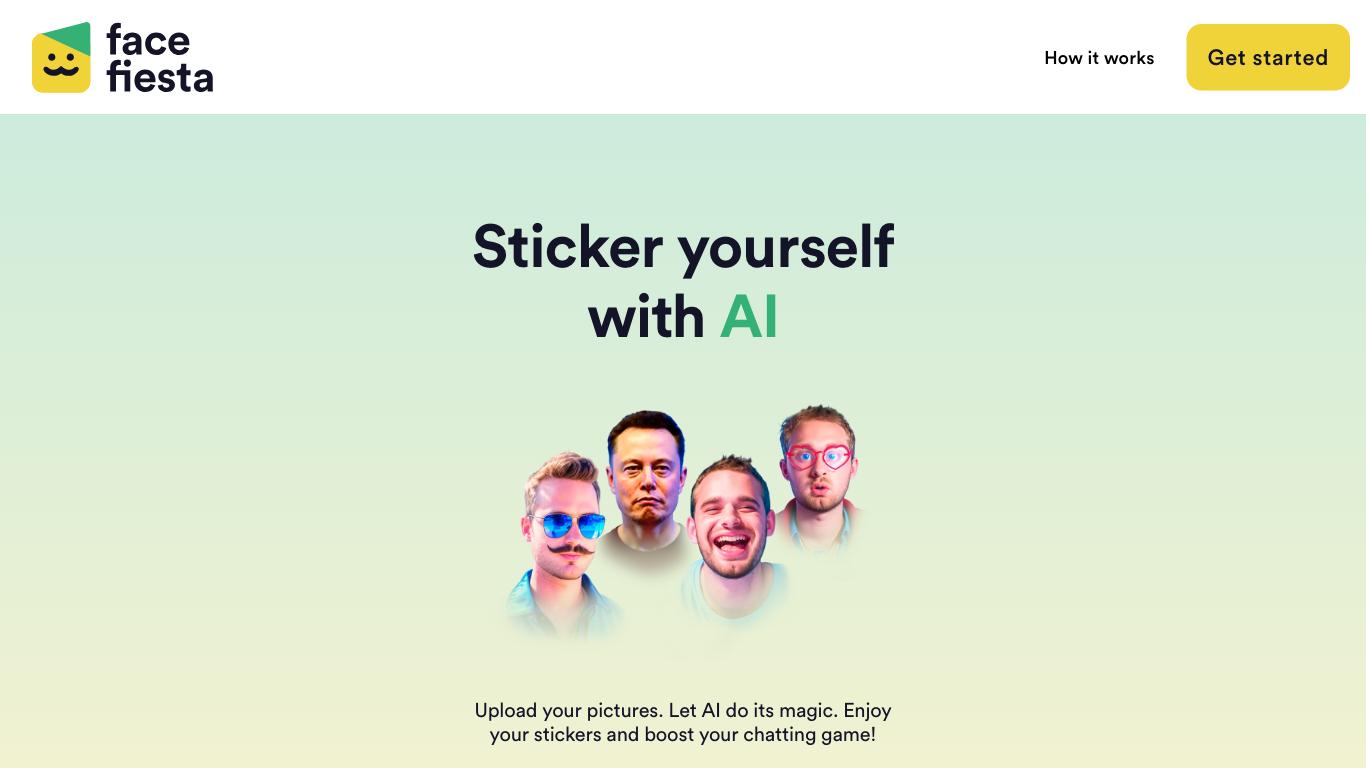 face
fiesta
How it works
Get started
Sticker yourself
with AI
Upload your pictures. Let AI do its magic. Enjoy
your stickers and boost your chatting game!